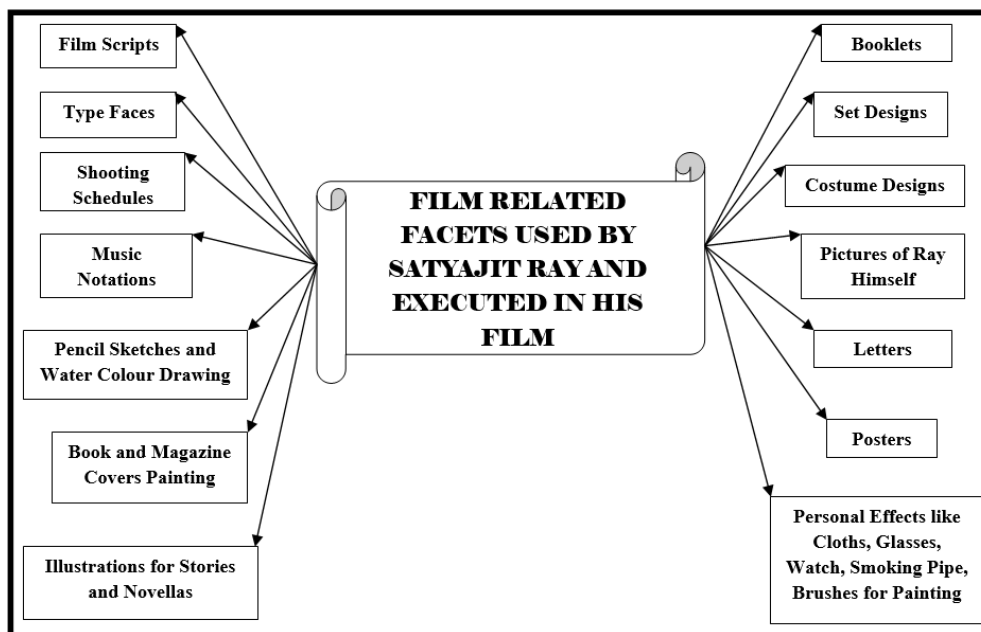 Film Scripts
Type Faces
Shooting
Schedules
Music
Notations
Pencil Sketches and
Water Colour Drawing
Book and Magazine
Covers Painting
Illustrations for Stories
and Novellas
FILM RELATED
FACETS USED BY
SATYAJIT RAY AND
EXECUTED IN HIS
FILM
Booklets
Set Designs
Costume Designs
Pictures of Ray
Himself
Letters
Posters
Personal Effects like
Cloths, Glasses,
Watch, Smoking Pipe,
Brushes for Painting